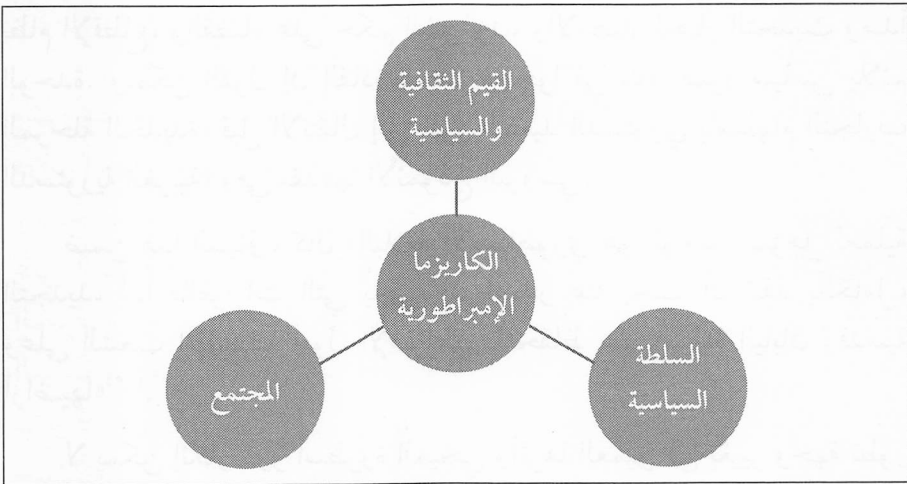 القيم الثقافية
والسياسية
الكاريزما
الإمبراطورية
السلطة
السياسية
المجتمع